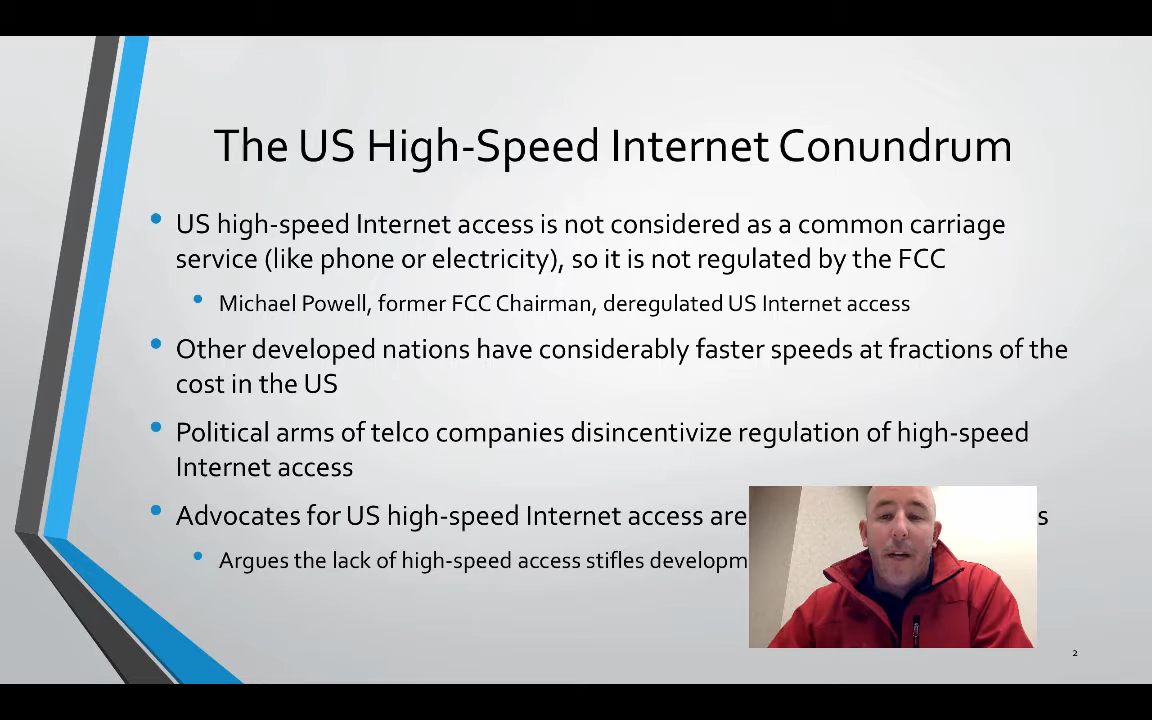 The US High-Speed Internet Conundrum
• US high-speed Internet access is not considered as a common carriage
service (like phone or electricity), so it is not regulated by the FCC
• Michael Powell, former FCC Chairman, deregulated US Internet access
• Other developed nations have considerably faster speeds at fractions of the
cost in the US
• Political arms of telco companies disincentivize regulation of high-speed
Internet access
• Advocates for US high-speed Internet access are
• Argues the lack of high-speed access stifles
2